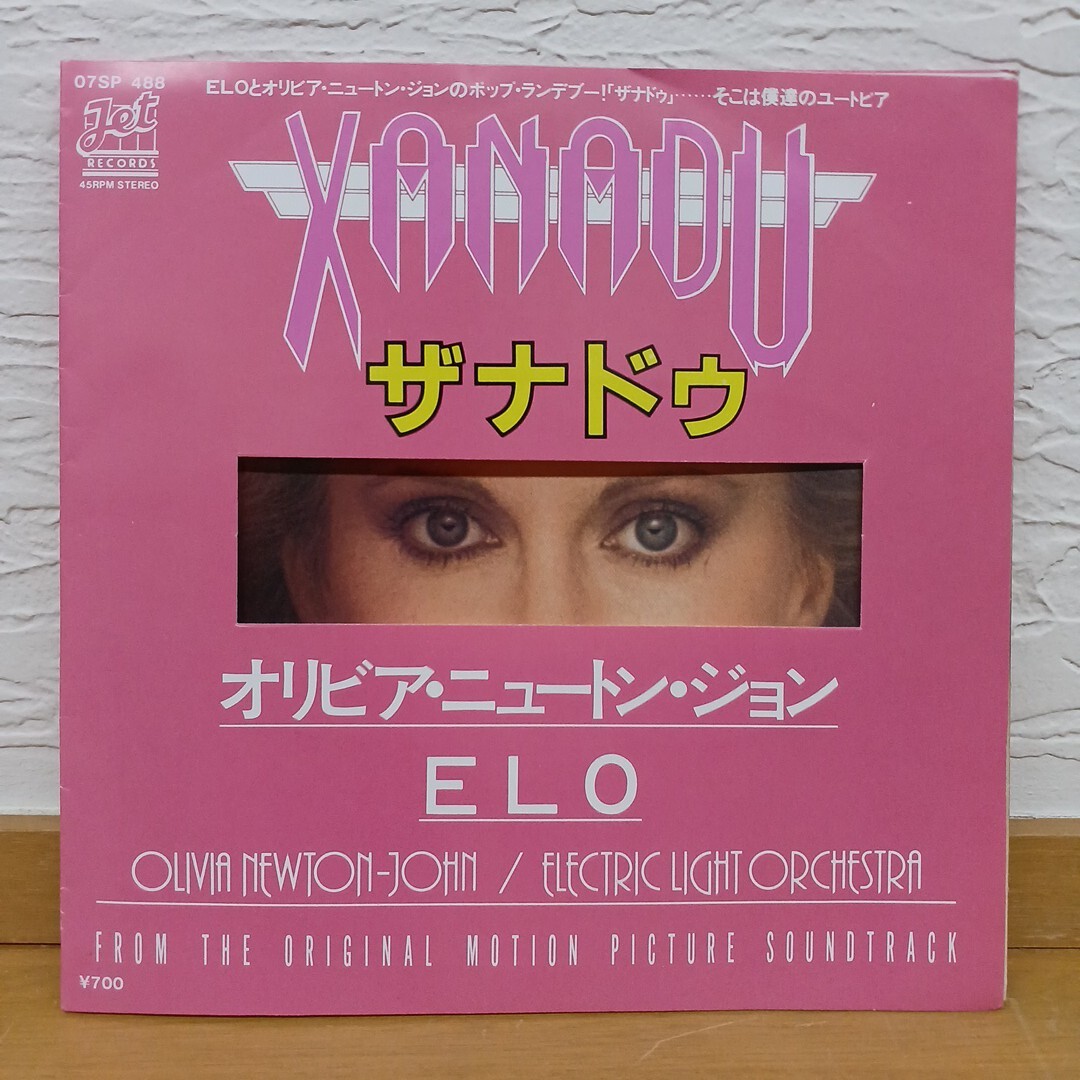 07SP 488
Jet
RECORDS
45RPM STEREO
ELOとオリビア・ニュートン・ジョンのポップ・ランデブー!「ザナドゥ」……そこは僕達のユートピア
XANADU
ザナドゥ
オリビア・ニュートン・ジョン
ELO
OLIVIA NEWTON-JOHN / ELECTRIC LIGHT ORCHESTRA
FROM THE ORIGINAL MOTION PICTURE SOUNDTRACK
¥700